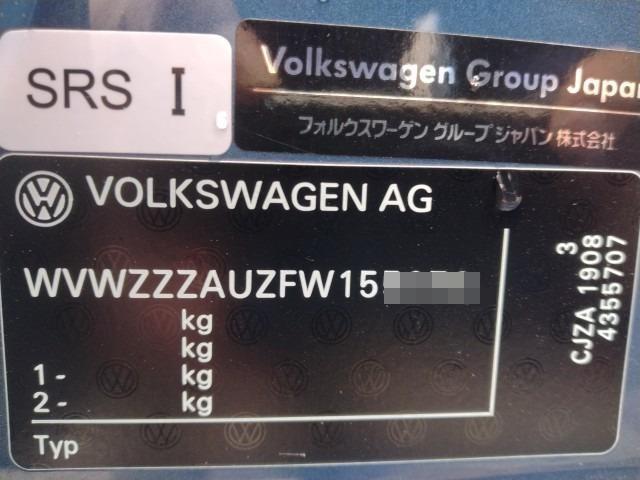 SRS I
Volkswagen Group Japan
フォルクスワーゲン グループ ジャパン 株式会社
VOLKSWAGEN AG
WVWZZZAUZFW15
kg
kg
1 - kg
2 - kg
Typ
3
CJZA 1908
4355707